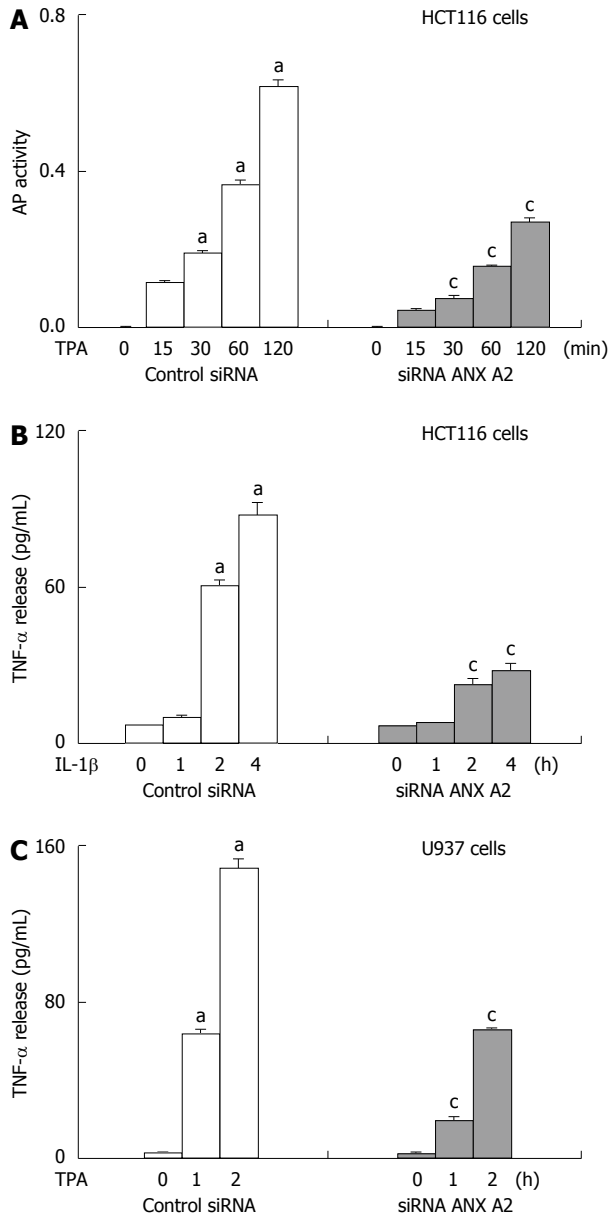 A
HCT116 cells
AP activity
0.8
0.4
0.0
a
a
a
c
c
c
TPA 0 15 30 60 120 0 15 30 60 120 (min)
Control siRNA siRNA ANX A2
B
HCT116 cells
TNF-α release (pg/mL)
120
60
0
a
a
c
c
IL-1β 0 1 2 4 0 1 2 4 (h)
Control siRNA siRNA ANX A2
C
U937 cells
TNF-α release (pg/mL)
160
80
0
a
a
c
c
TPA 0 1 2 0 1 2 (h)
Control siRNA siRNA ANX A2